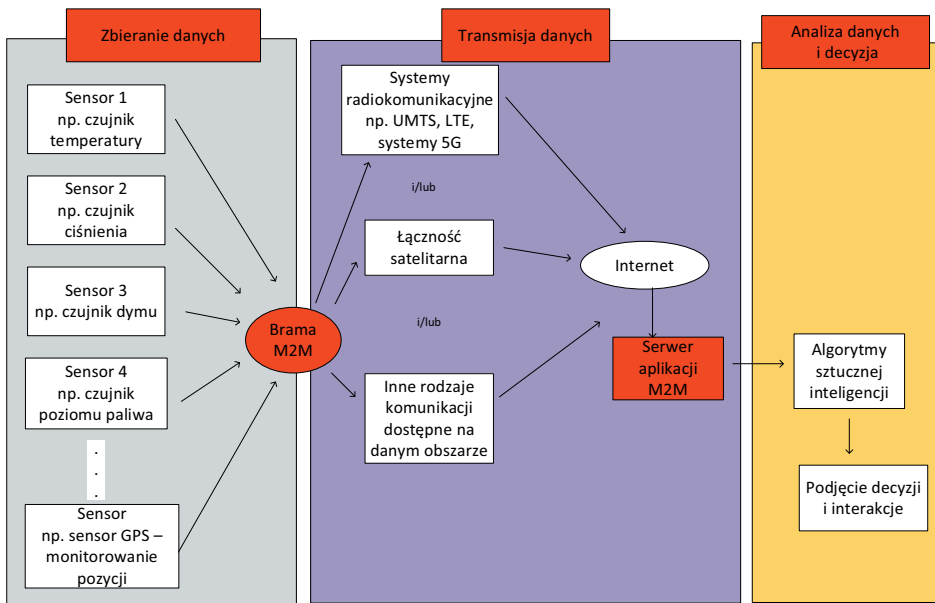 Zbieranie danych
Sensor 1
np. czujnik
temperatury
Sensor 2
np. czujnik
ciśnienia
Sensor 3
np. czujnik dymu
Sensor 4
np. czujnik
poziomu paliwa
.
.
.
Sensor
np. sensor GPS –
monitorowanie
pozycji
Brama
M2M
Transmisja danych
Systemy
radiokomunikacyjne
np. UMTS, LTE,
systemy 5G
i/lub
Łączność
satelitarna
i/lub
Inne rodzaje
komunikacji
dostępne na
danym obszarze
Internet
Serwer
aplikacji
M2M
Analiza danych
i decyzja
Algorytmy
sztucznej
inteligencji
Podjęcie decyzji
i interakcje